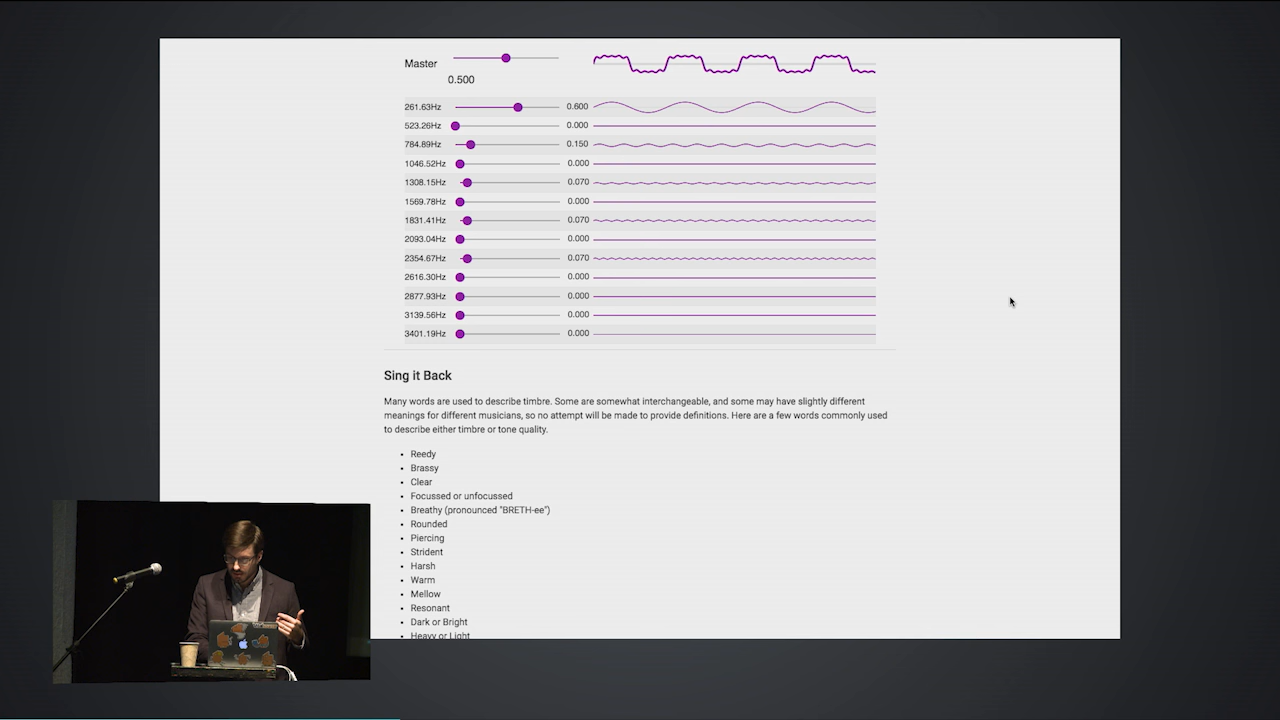 Master
0.500
261.63Hz 0.600
523.26Hz 0.000
784.89Hz 0.150
1046.52Hz 0.000
1308.15Hz 0.070
1569.78Hz 0.000
1831.41Hz 0.070
2093.04Hz 0.000
2354.67Hz 0.070
2616.30Hz 0.000
2877.93Hz 0.000
3139.56Hz 0.000
3401.19Hz 0.000
Sing it Back
Many words are used to describe timbre. Some are somewhat interchangeable, and some may have slightly different
meanings for different musicians, so no attempt will be made to provide definitions. Here are a few words commonly used
to describe either timbre or tone quality.
• Reedy
• Brassy
• Clear
• Focussed or unfocussed
• Breathy (pronounced "BRETH-ee")
• Rounded
• Piercing
• Strident
• Harsh
• Warm
• Mellow
• Resonant
• Dark or Bright
• Heavy or Light